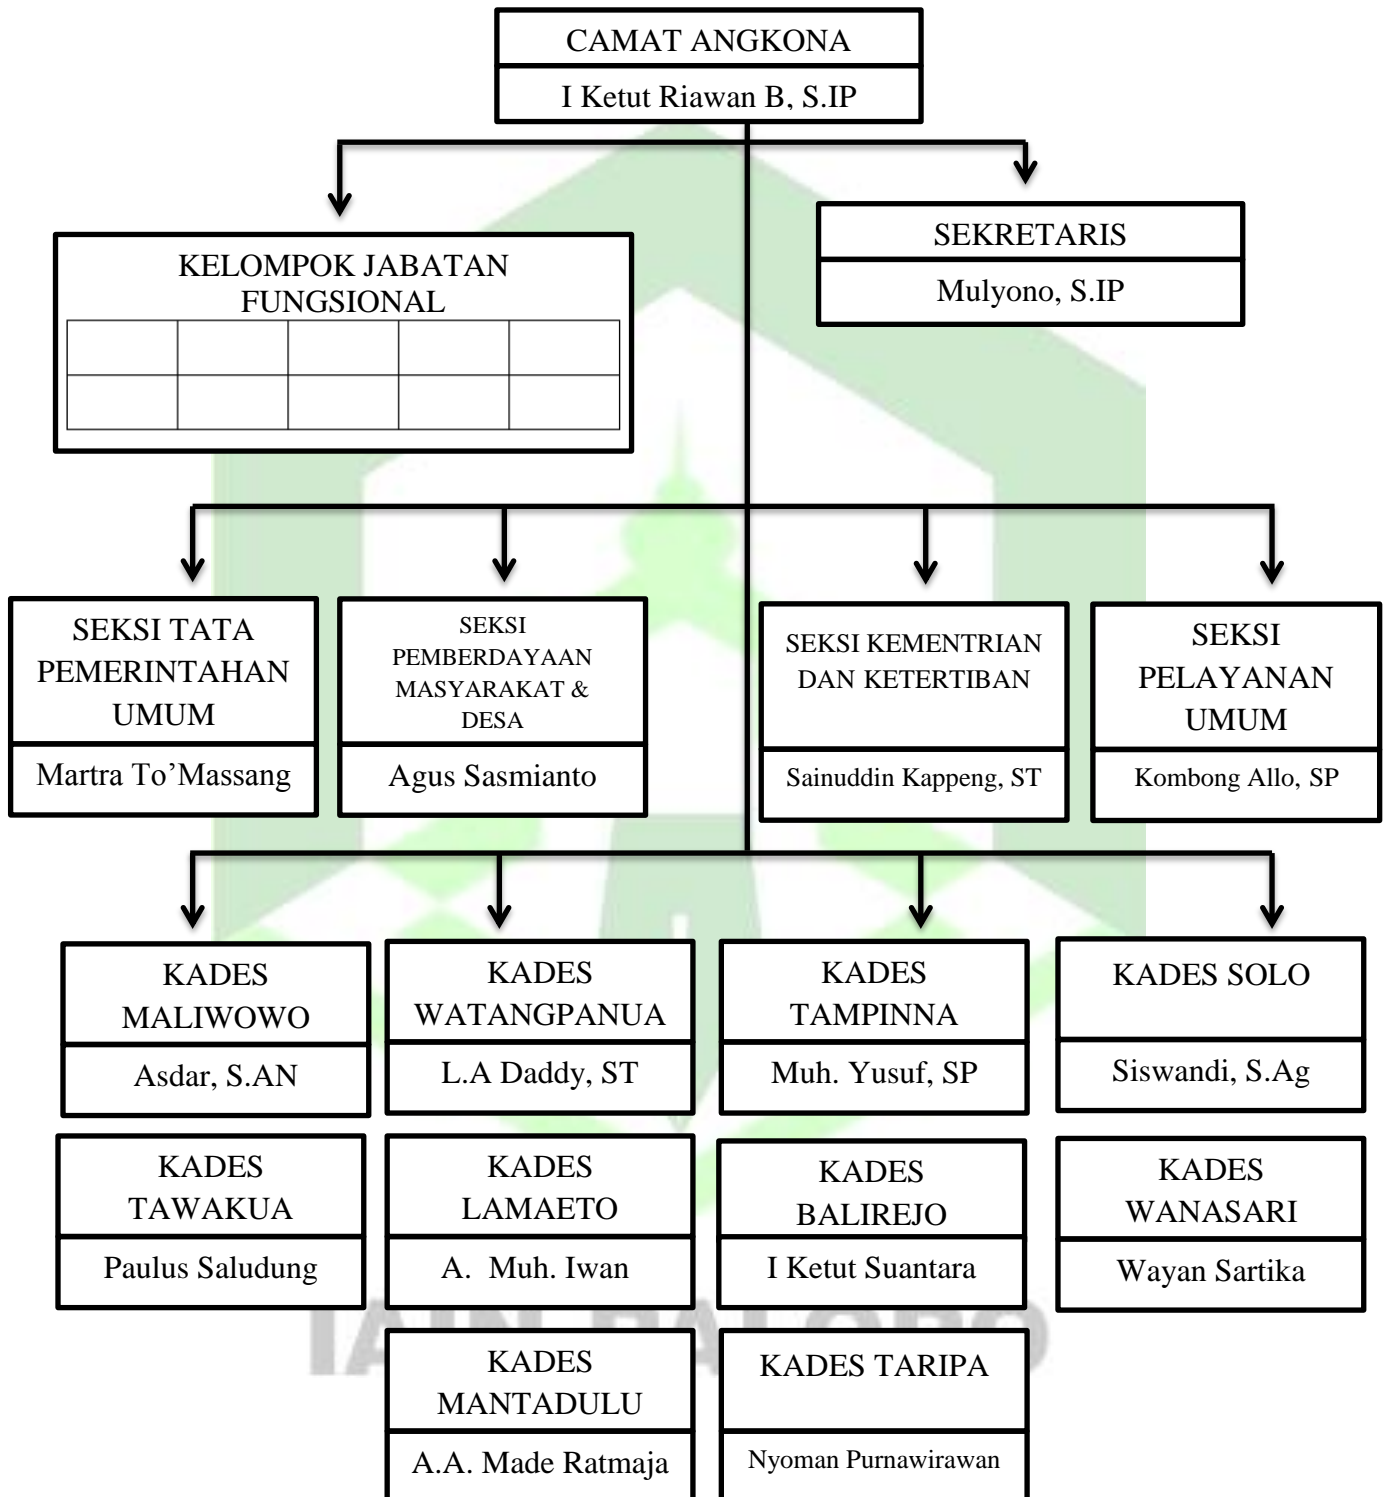 CAMAT ANGKONA
I Ketut Riawan B, S.IP
KELOMPOK JABATAN
FUNGSIONAL
SEKRETARIS
Mulyono, S.IP
SEKSI TATA
PEMERINTAHAN
UMUM
Martra To’Massang
SEKSI
PEMBERDAYAAN
MASYARAKAT &
DESA
Agus Sasmianto
SEKSI KEMENTRIAN
DAN KETERTIBAN
Sainuddin Kappeng, ST
SEKSI
PELAYANAN
UMUM
Kombong Allo, SP
KADES
MALIWOWO
Asdar, S.AN
KADES
WATANGPANUA
L.A Daddy, ST
KADES
TAMPINNA
Muh. Yusuf, SP
KADES SOLO
Siswandi, S.Ag
KADES
TAWAKUA
Paulus Saludung
KADES
LAMAETO
A. Muh. Iwan
KADES
BALIREJO
I Ketut Suantara
KADES
WANASARI
Wayan Sartika
KADES
MANTADULU
A.A. Made Ratmaja
KADES TARIPA
Nyoman Purnawirawan
IAIN PALOPO